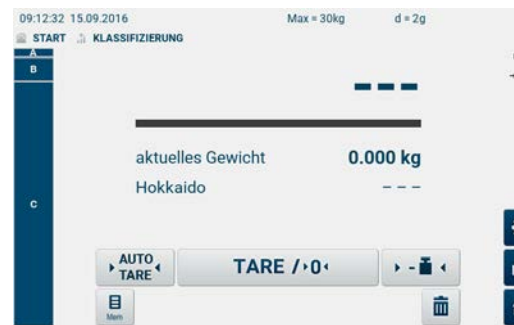 09:12:32 15.09.2016 Max = 30kg d = 2g
START KLASSIFIZIERUNG
A
B
– – –
aktuelles Gewicht 0.000 kg
Hokkaido – – –
C
AUTO TARE
TARE / 0
-
Mem